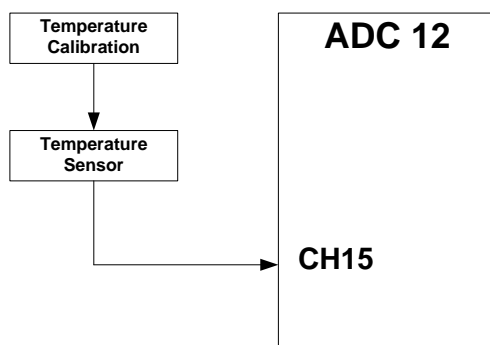 Temperature
Calibration
ADC 12
Temperature
Sensor
CH15